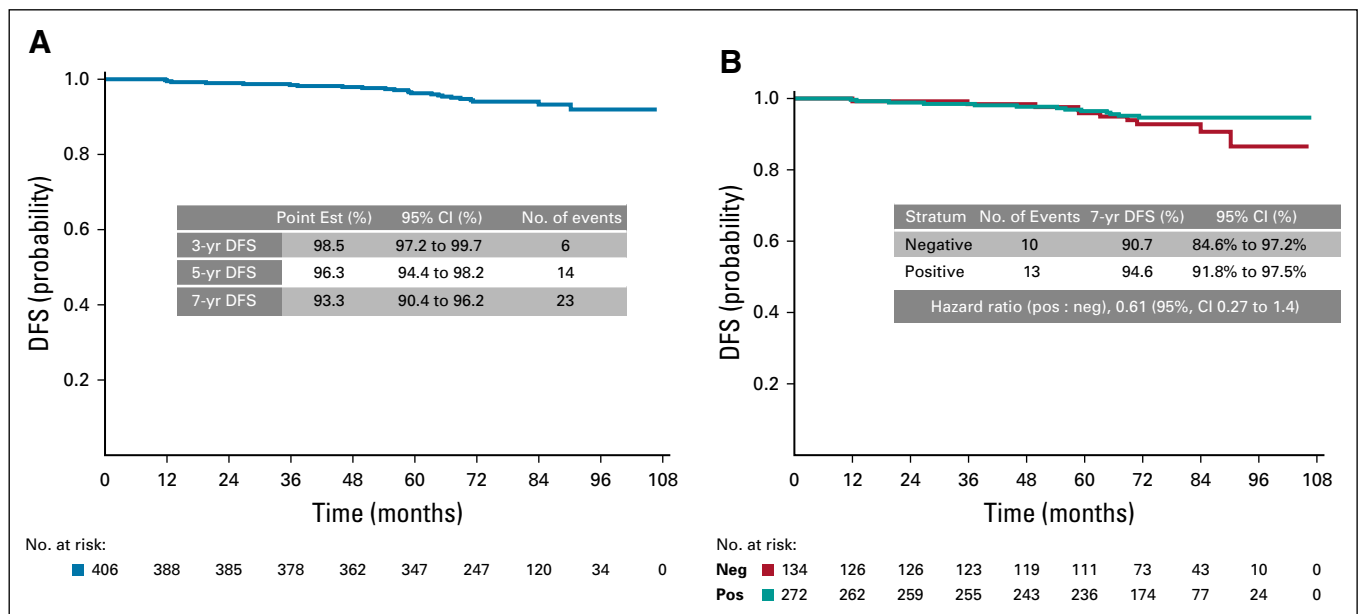 A
DFS (probability)
1.0
0.8
0.6
0.4
0.2
Point Est (%) 95% CI (%) No. of events
3-yr DFS 98.5 97.2 to 99.7 6
5-yr DFS 96.3 94.4 to 98.2 14
7-yr DFS 93.3 90.4 to 96.2 23
0 12 24 36 48 60 72 84 96 108
Time (months)
No. at risk:
406 388 385 378 362 347 247 120 34 0
B
DFS (probability)
1.0
0.8
0.6
0.4
0.2
Stratum No. of Events 7-yr DFS (%) 95% CI (%)
Negative 10 90.7 84.6% to 97.2%
Positive 13 94.6 91.8% to 97.5%
Hazard ratio (pos : neg), 0.61 (95%, CI 0.27 to 1.4)
0 12 24 36 48 60 72 84 96 108
Time (months)
No. at risk:
Neg 134 126 126 123 119 111 73 43 10 0
Pos 272 262 259 255 243 236 174 77 24 0